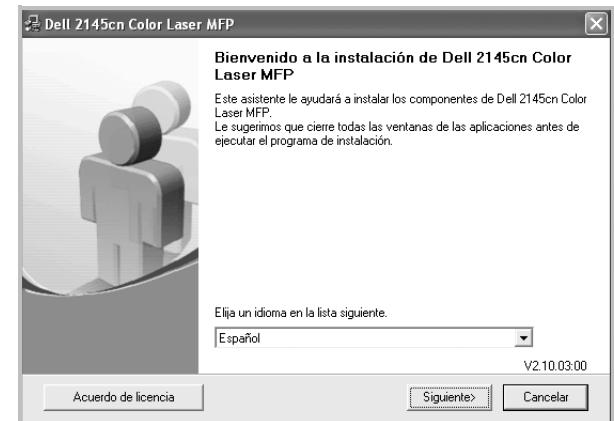 Dell 2145cn Color Laser MFP
Bienvenido a la instalación de Dell 2145cn Color
Laser MFP
Este asistente le ayudará a instalar los componentes de Dell 2145cn Color
Laser MFP.
Le sugerimos que cierre todas las ventanas de las aplicaciones antes de
ejecutar el programa de instalación.
Elija un idioma en la lista siguiente.
Español
V2.10.03:00
Acuerdo de licencia
Siguiente>
Cancelar